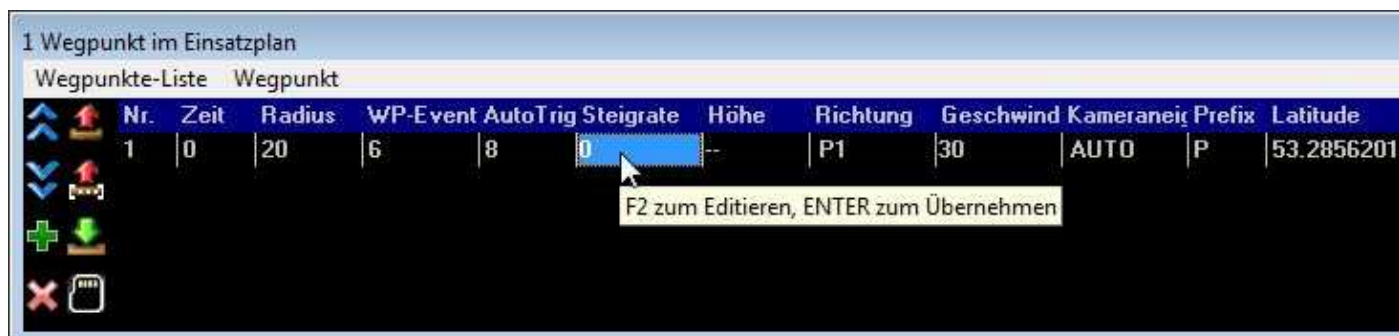 1 Wegpunkt im Einsatzplan
Wegpunkte-Liste Wegpunkt
Nr. Zeit Radius WP-Event AutoTrig Steigrate Höhe Richtung Geschwind Kameraneig Prefix Latitude
1 0 20 6 8 0 -- P1 30 AUTO P 53.2856201
F2 zum Editieren, ENTER zum Übernehmen